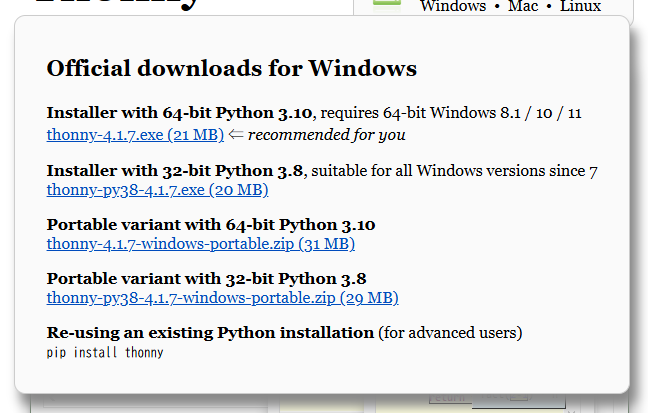 Windows • Mac • Linux
Official downloads for Windows
Installer with 64-bit Python 3.10, requires 64-bit Windows 8.1 / 10 / 11
thonny-4.1.7.exe (21 MB) ⇐ recommended for you
Installer with 32-bit Python 3.8, suitable for all Windows versions since 7
thonny-py38-4.1.7.exe (20 MB)
Portable variant with 64-bit Python 3.10
thonny-4.1.7-windows-portable.zip (31 MB)
Portable variant with 32-bit Python 3.8
thonny-py38-4.1.7-windows-portable.zip (29 MB)
Re-using an existing Python installation (for advanced users)
pip install thonny